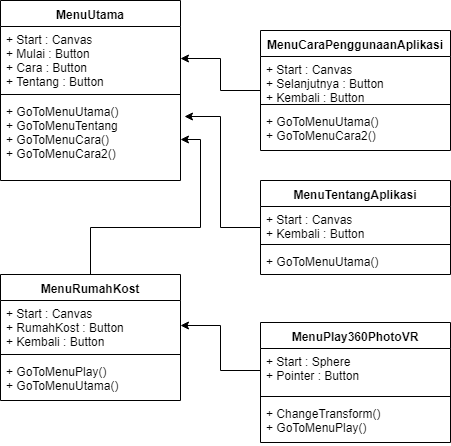 MenuUtama
+ Start : Canvas
+ Mulai : Button
+ Cara : Button
+ Tentang : Button
+ GoToMenuUtama()
+ GoToMenuTentang
+ GoToMenuCara()
+ GoToMenuCara2()
MenuCaraPenggunaanAplikasi
+ Start : Canvas
+ Selanjutnya : Button
+ Kembali : Button
+ GoToMenuUtama()
+ GoToMenuCara2()
MenuTentangAplikasi
+ Start : Canvas
+ Kembali : Button
+ GoToMenuUtama()
MenuRumahKost
+ Start : Canvas
+ RumahKost : Button
+ Kembali : Button
+ GoToMenuPlay()
+ GoToMenuUtama()
MenuPlay360PhotoVR
+ Start : Sphere
+ Pointer : Button
+ ChangeTransform()
+ GoToMenuPlay()